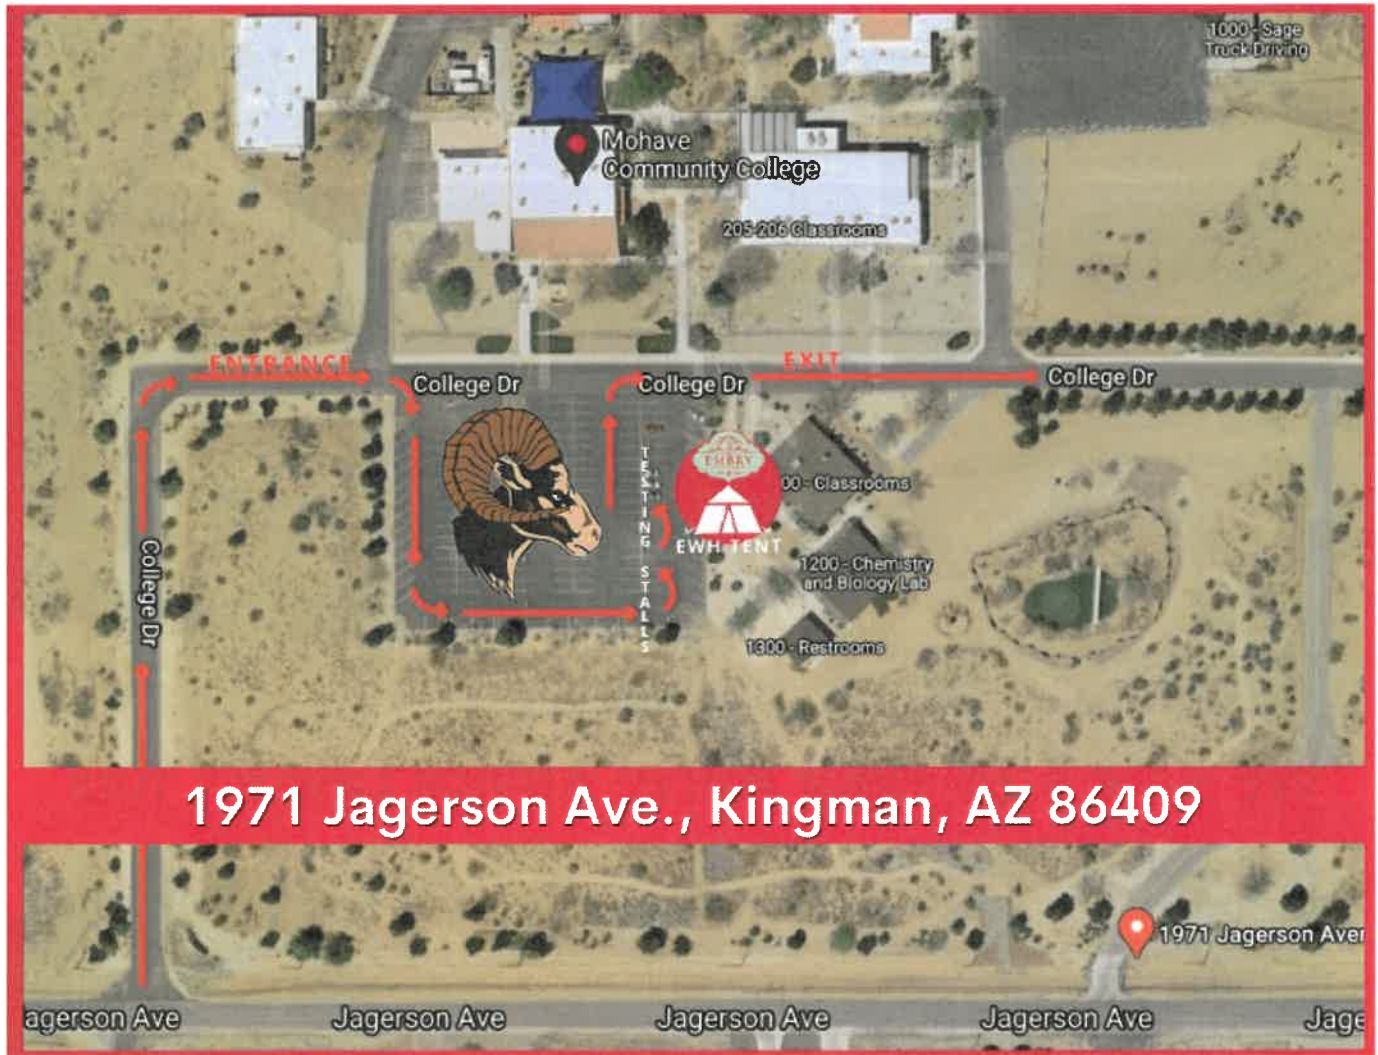 1000 - Sage
Truck Driving
Mohave
Community College
205-206 Classrooms
ENTRANCE
EXIT
College Dr
College Dr
College Dr
EMBRY
EWH TENT
TESTING STALLS
00 - Classrooms
1200 - Chemistry
and Biology Lab
1300 - Restrooms
College Dr
1971 Jagerson Ave., Kingman, AZ 86409
1971 Jagerson Aven
agerson Ave
Jagerson Ave
Jagerson Ave
Jagerson Ave
Jage